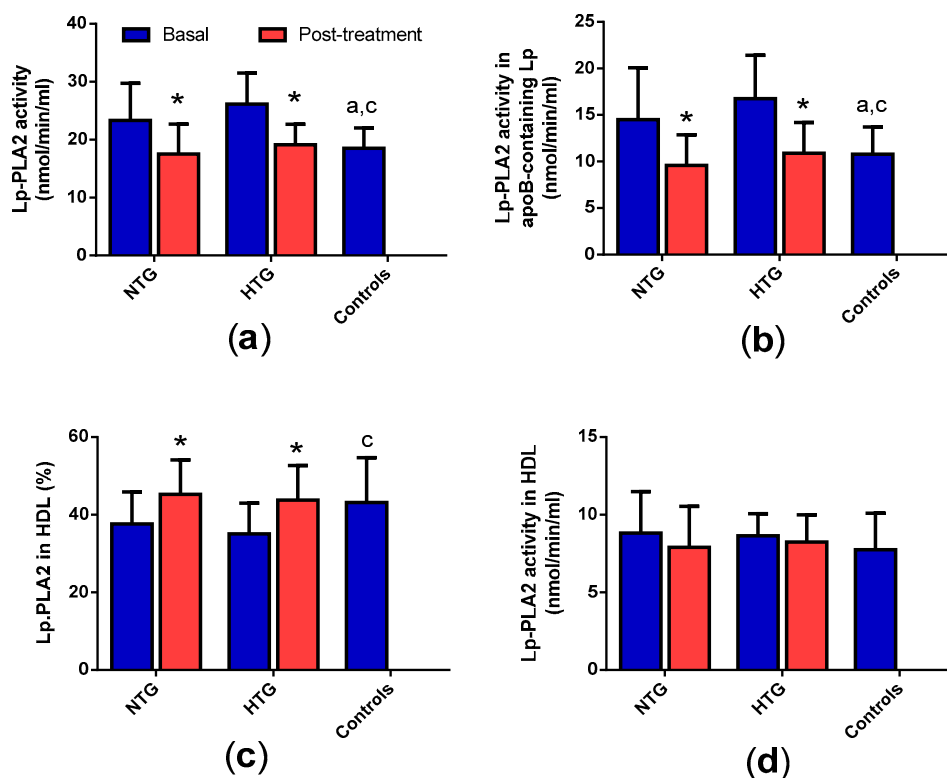 Basal
Post-treatment
Lp-PLA2 activity
(nmol/min/ml)
40
30
20
10
0
*
*
a,c
NTG
HTG
Controls
(a)
Lp-PLA2 activity in
apoB-containing Lp
(nmol/min/ml)
25
20
15
10
5
0
*
*
a,c
NTG
HTG
Controls
(b)
Lp.PLA2 in HDL (%)
60
40
20
0
*
*
c
NTG
HTG
Controls
(c)
Lp-PLA2 activity in HDL
(nmol/min/ml)
15
10
5
0
NTG
HTG
Controls
(d)